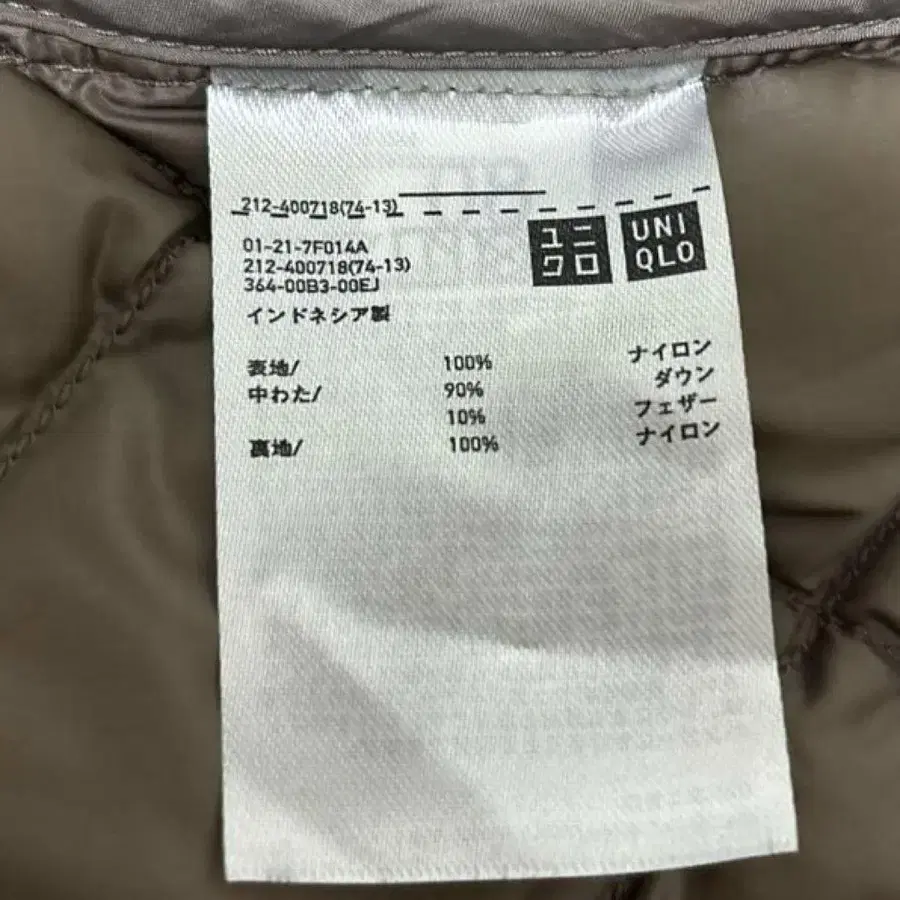 212-400718(74-13)
ユニクロ
UNIQLO
01-21-7F014A
212-400718(74-13)
364-00B3-00EJ
インドネシア製
表地/ 100% ナイロン
中わた/ 90% ダウン
10% フェザー
裏地/ 100% ナイロン